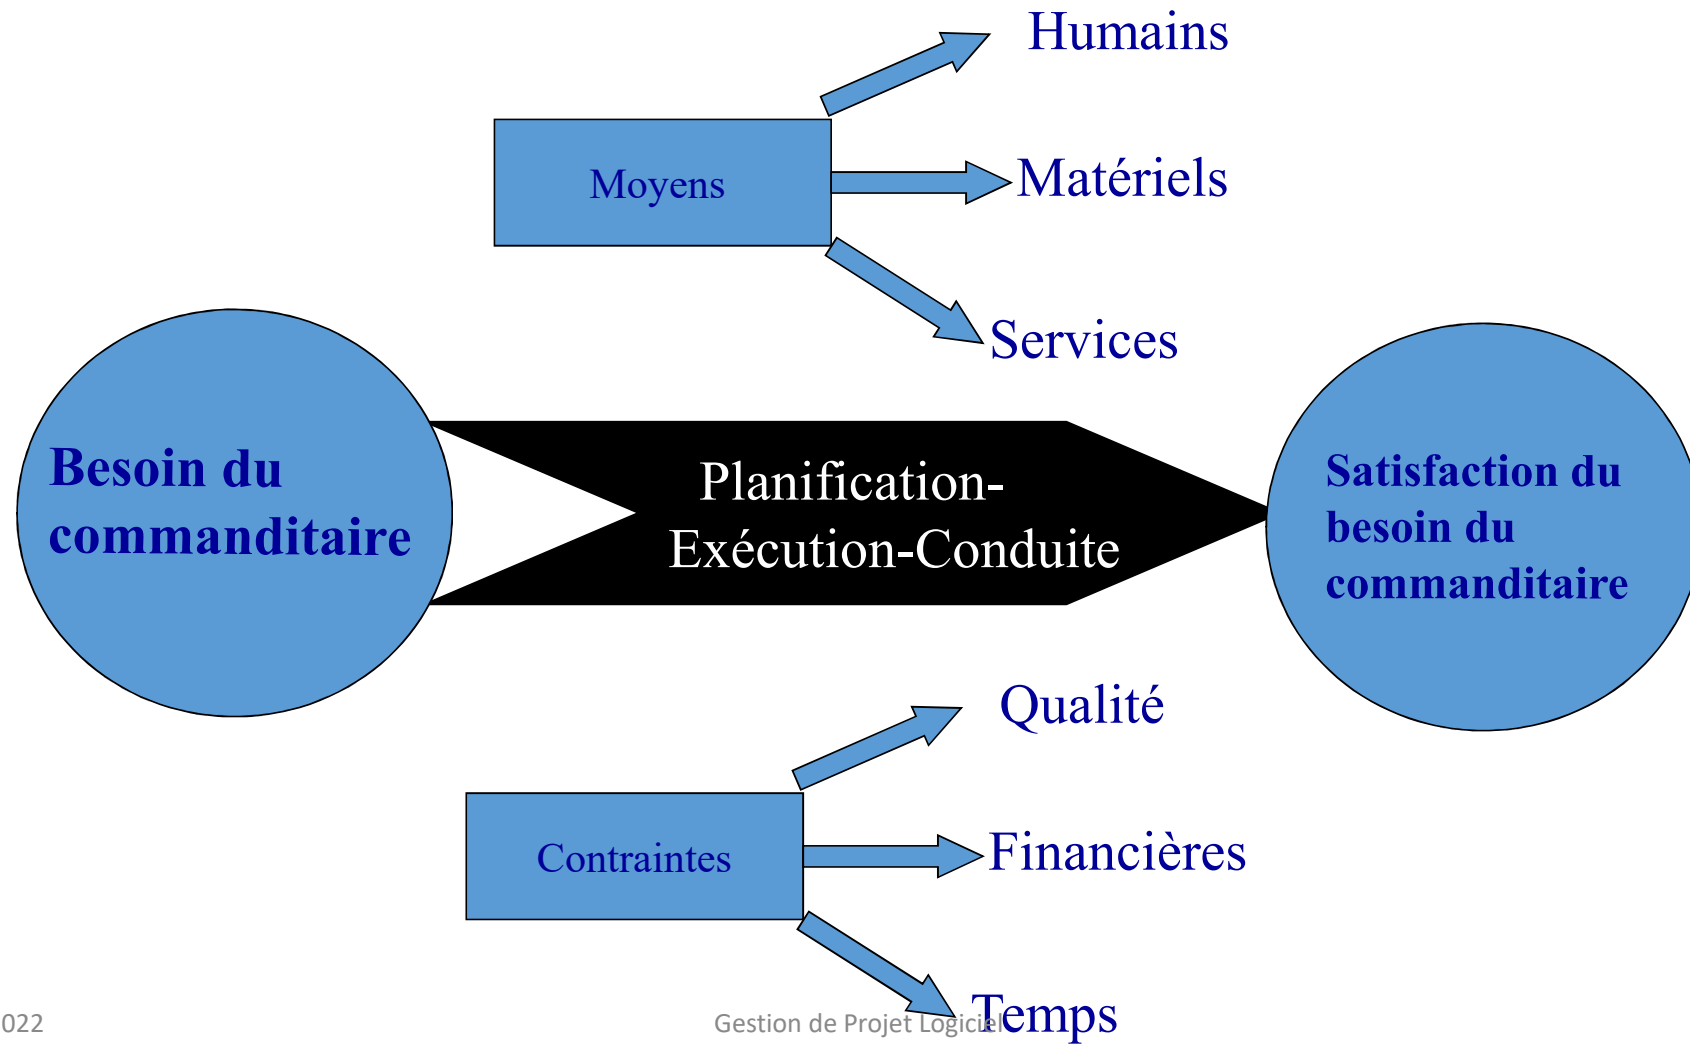 Humains
Moyens
Matériels
Services
Besoin du
commanditaire
Planification-
Exécution-Conduite
Satisfaction du
besoin du
commanditaire
Qualité
Contraintes
Financières
Temps
022
Gestion de Projet Logiciel